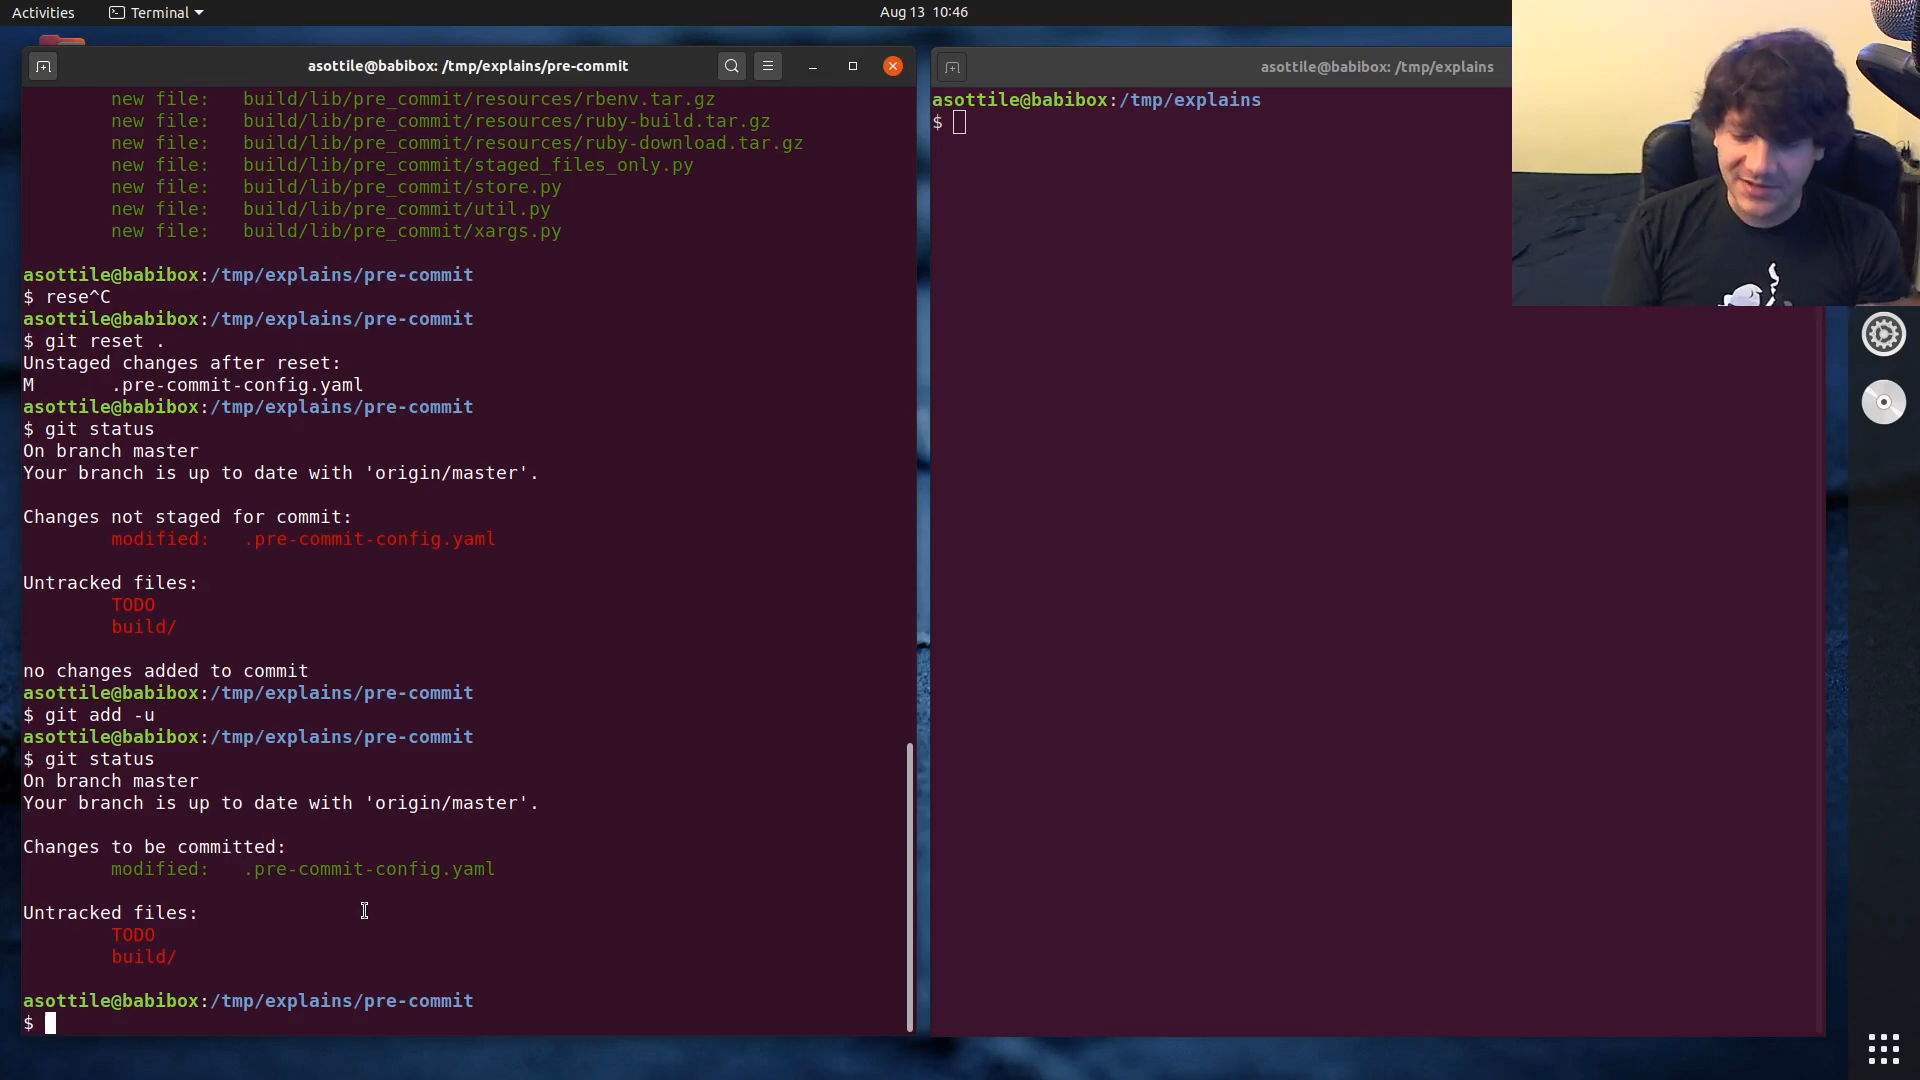 Activities
Terminal
Aug 13 10:46
asottile@babibox: /tmp/explains/pre-commit
new file: build/lib/pre_commit/resources/rbenv.tar.gz
new file: build/lib/pre_commit/resources/ruby-build.tar.gz
new file: build/lib/pre_commit/resources/ruby-download.tar.gz
new file: build/lib/pre_commit/staged_files_only.py
new file: build/lib/pre_commit/store.py
new file: build/lib/pre_commit/util.py
new file: build/lib/pre_commit/xargs.py
asottile@babibox:/tmp/explains/pre-commit
$ rese^C
asottile@babibox:/tmp/explains/pre-commit
$ git reset .
Unstaged changes after reset:
M .pre-commit-config.yaml
asottile@babibox:/tmp/explains/pre-commit
$ git status
On branch master
Your branch is up to date with 'origin/master'.
Changes not staged for commit:
modified: .pre-commit-config.yaml
Untracked files:
TODO
build/
no changes added to commit
asottile@babibox:/tmp/explains/pre-commit
$ git add -u
asottile@babibox:/tmp/explains/pre-commit
$ git status
On branch master
Your branch is up to date with 'origin/master'.
Changes to be committed:
modified: .pre-commit-config.yaml
Untracked files:
TODO
build/
asottile@babibox:/tmp/explains/pre-commit
$
asottile@babibox: /tmp/explains
asottile@babibox:/tmp/explains
$